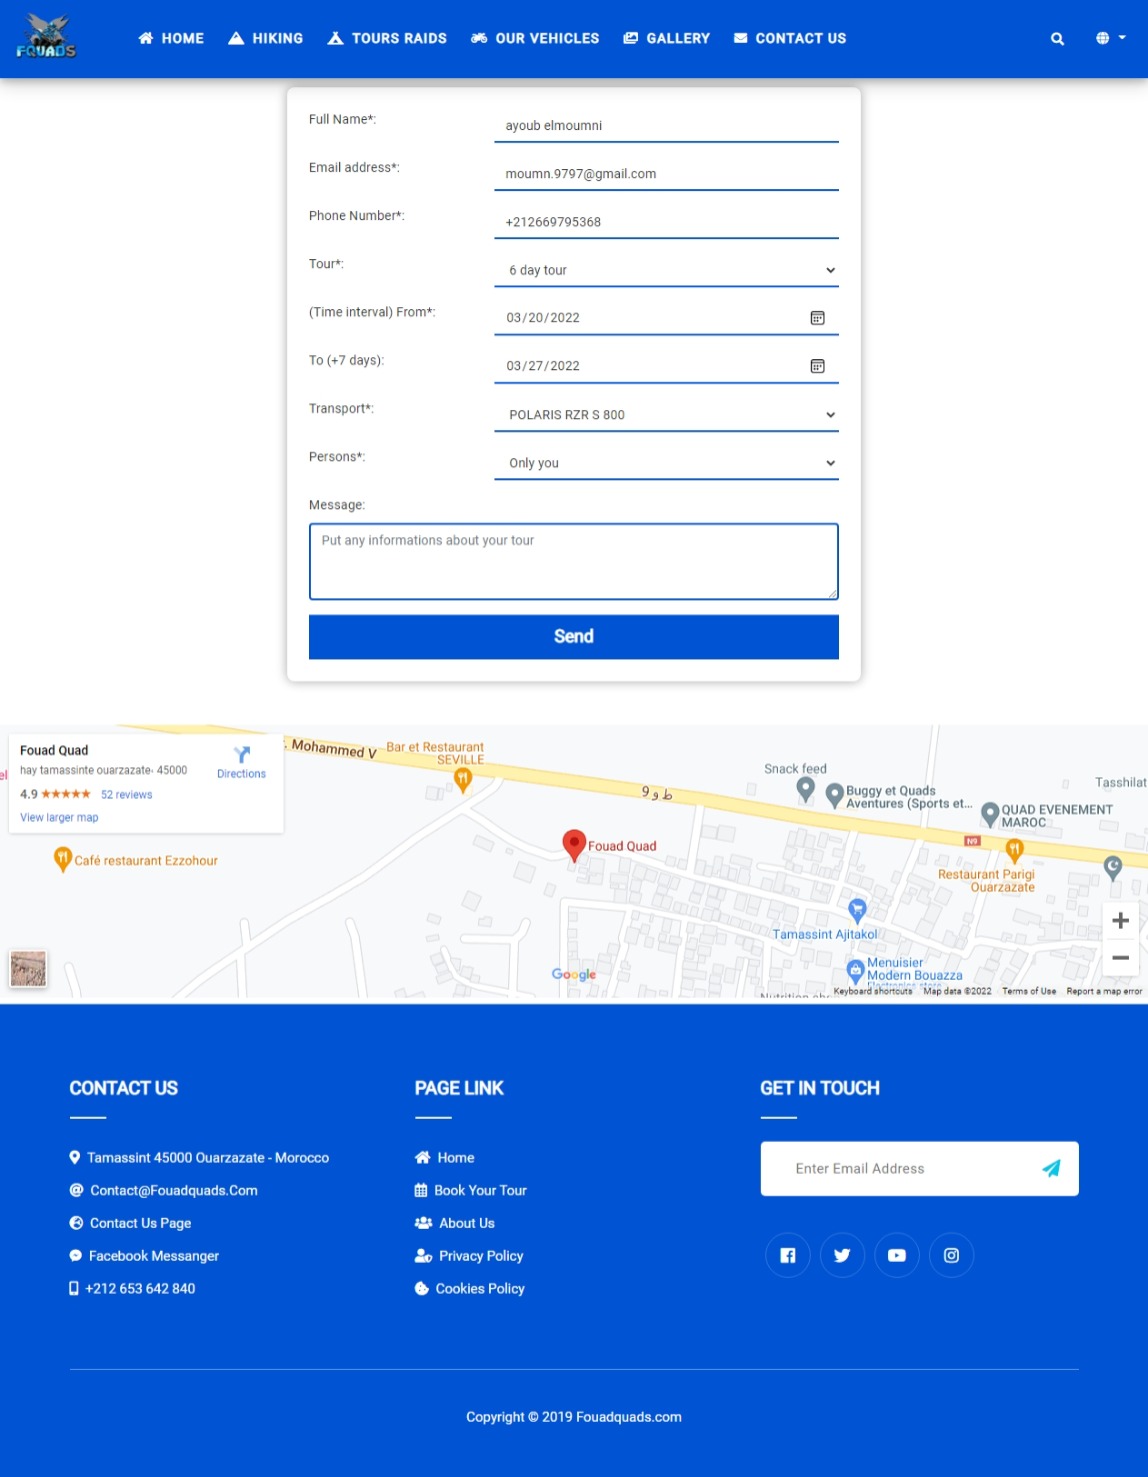 FQUADS
HOME HIKING TOURS RAIDS OUR VEHICLES GALLERY CONTACT US
Full Name*: ayoub elmoumni
Email address*: moumn.9797@gmail.com
Phone Number*: +212669795368
Tour*: 6 day tour
(Time interval) From*: 03/20/2022
To (+7 days): 03/27/2022
Transport*: POLARIS RZR S 800
Persons*: Only you
Message:
Put any informations about your tour
Send
Fouad Quad
hay tamassinte ouarzazate، 45000
4.9 ★★★★★ 52 reviews
View larger map
Directions
Mohammed V
Bar et Restaurant
SEVILLE
ط و 9
Snack feed
Buggy et Quads
Aventures (Sports et...
QUAD EVENEMENT
MAROC
Tasshilat
Café restaurant Ezzohour
Fouad Quad
N9
Restaurant Parigi
Ouarzazate
Tamassint Ajitakol
Menuisier
Modern Bouazza
Electronics store
Google
Keyboard shortcuts Map data ©2022 Terms of Use Report a map error
CONTACT US
Tamassint 45000 Ouarzazate - Morocco
Contact@Fouadquads.Com
Contact Us Page
Facebook Messanger
+212 653 642 840
PAGE LINK
Home
Book Your Tour
About Us
Privacy Policy
Cookies Policy
GET IN TOUCH
Enter Email Address
Copyright © 2019 Fouadquads.com